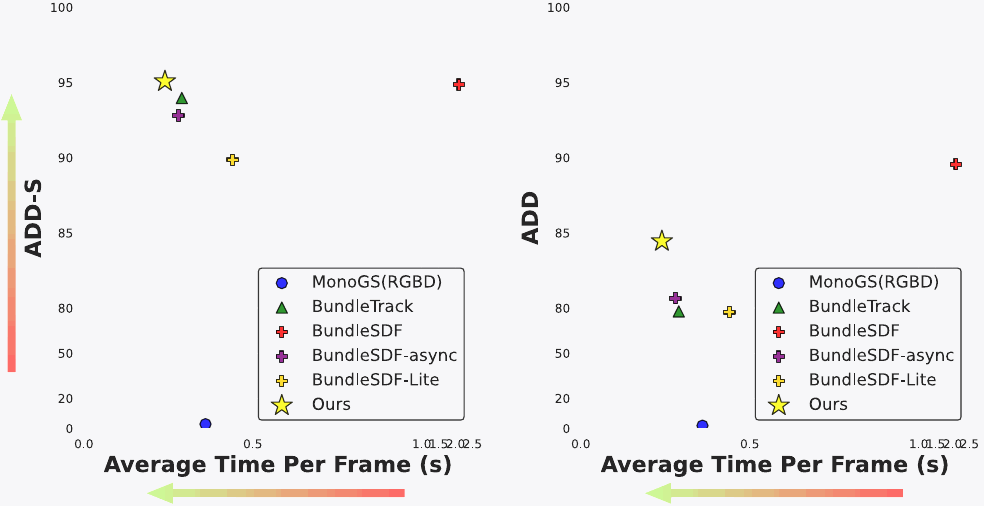 100
95
90
85
80
50
20
0
ADD-S
MonoGS(RGBD)
BundleTrack
BundleSDF
BundleSDF-async
BundleSDF-Lite
Ours
0.0 0.5 1.0 1.5 2.0 2.5
Average Time Per Frame (s)
100
95
90
85
80
50
20
0
ADD
MonoGS(RGBD)
BundleTrack
BundleSDF
BundleSDF-async
BundleSDF-Lite
Ours
0.0 0.5 1.0 1.5 2.0 2.5
Average Time Per Frame (s)